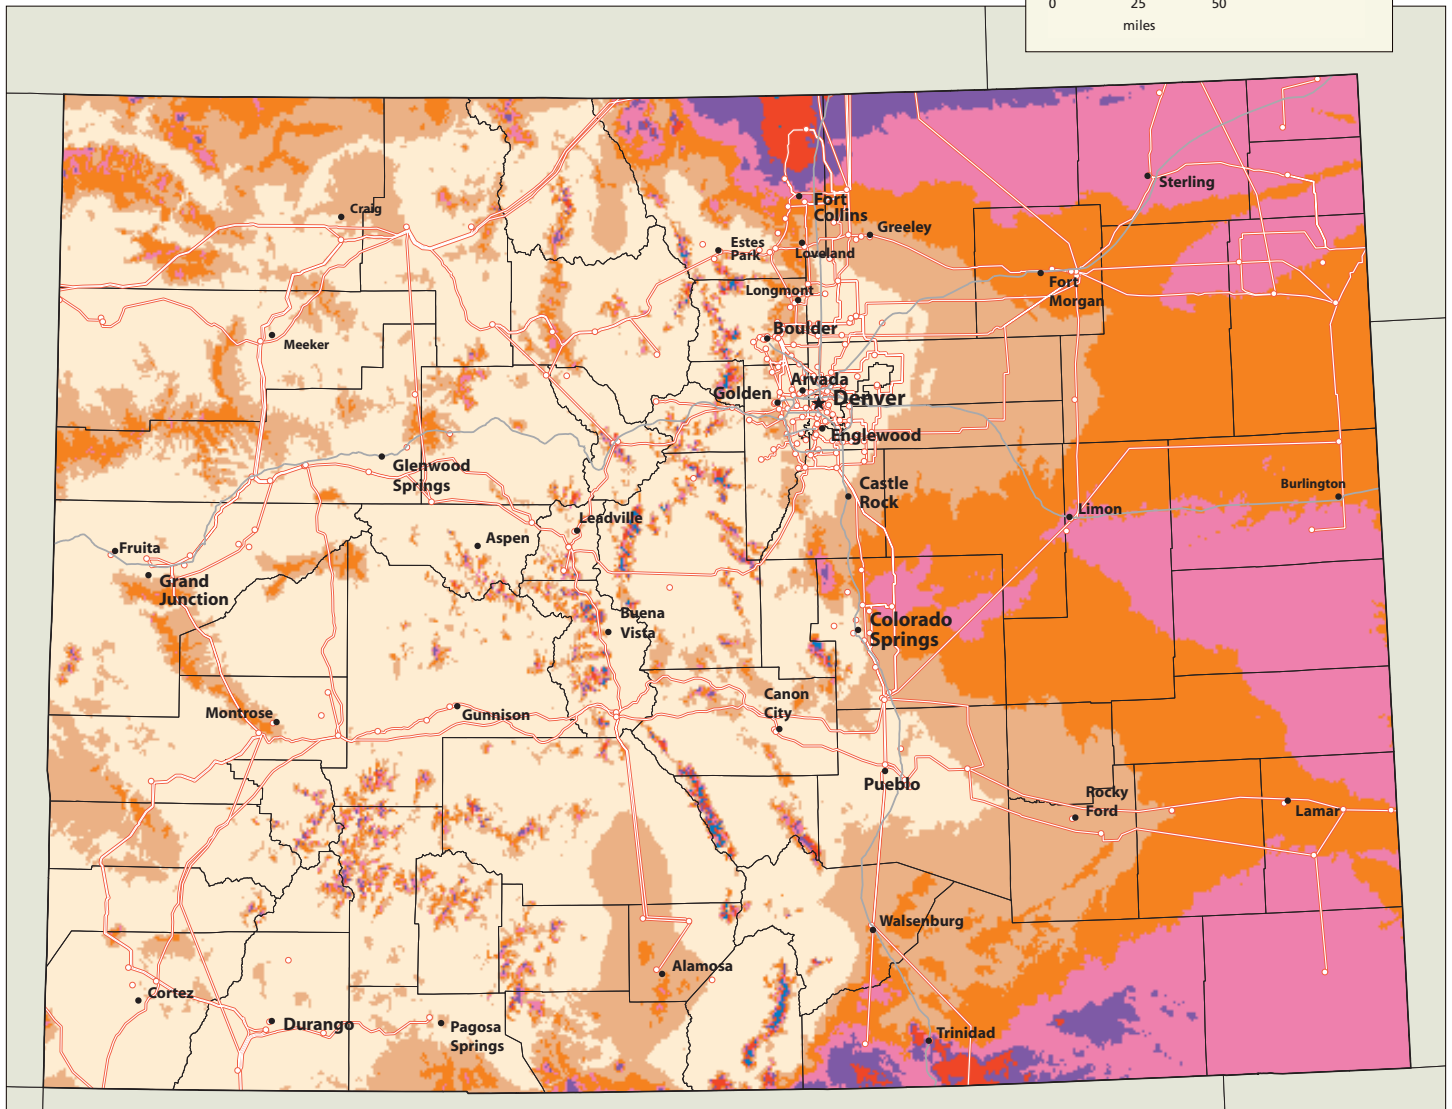 0 25 50
miles
Craig
Sterling
Fort
Collins
Greeley
Estes
Park
Loveland
Fort
Morgan
Longmont
Boulder
Meeker
Arvada
Golden
Denver
Englewood
Glenwood
Springs
Castle
Rock
Burlington
Limon
Leadville
Aspen
Fruita
Grand
Junction
Buena
Vista
Colorado
Springs
Canon
City
Montrose
Gunnison
Pueblo
Rocky
Ford
Lamar
Walsenburg
Alamosa
Cortez
Durango
Pagosa
Springs
Trinidad